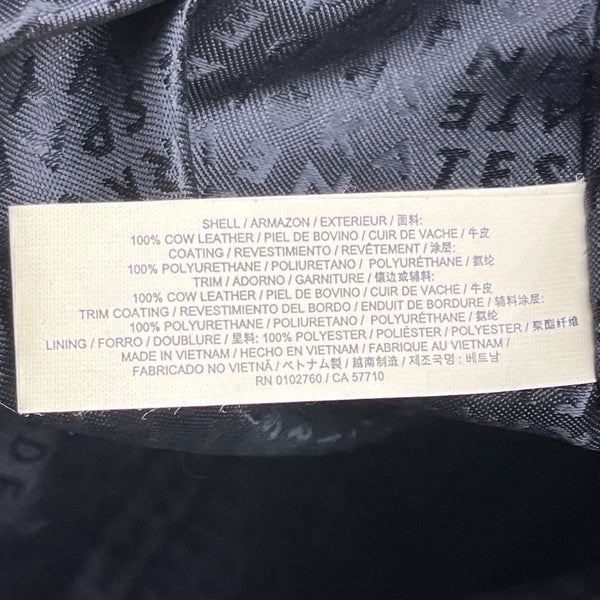 SHELL / ARMAZON / EXTERIEUR / 面料:
100% COW LEATHER / PIEL DE BOVINO / CUIR DE VACHE / 牛皮
COATING / REVESTIMIENTO / REVÊTEMENT / 涂层:
100% POLYURETHANE / POLIURETANO / POLYURÉTHANE / 氨纶
TRIM / ADORNO / GARNITURE / 镶边或辅料:
100% COW LEATHER / PIEL DE BOVINO / CUIR DE VACHE / 牛皮
TRIM COATING / REVESTIMIENTO DEL BORDO / ENDUIT DE BORDURE / 辅料涂层:
100% POLYURETHANE / POLIURETANO / POLYURÉTHANE / 氨纶
LINING / FORRO / DOUBLURE / 里料: 100% POLYESTER / POLIÉSTER / POLYESTER / 聚酯纤维
MADE IN VIETNAM / HECHO EN VIETNAM / FABRIQUE AU VIETNAM /
FABRICADO NO VIETNÃ / ベトナム製 / 越南制造 / 제조국명 : 베트남
RN 0102760 / CA 57710